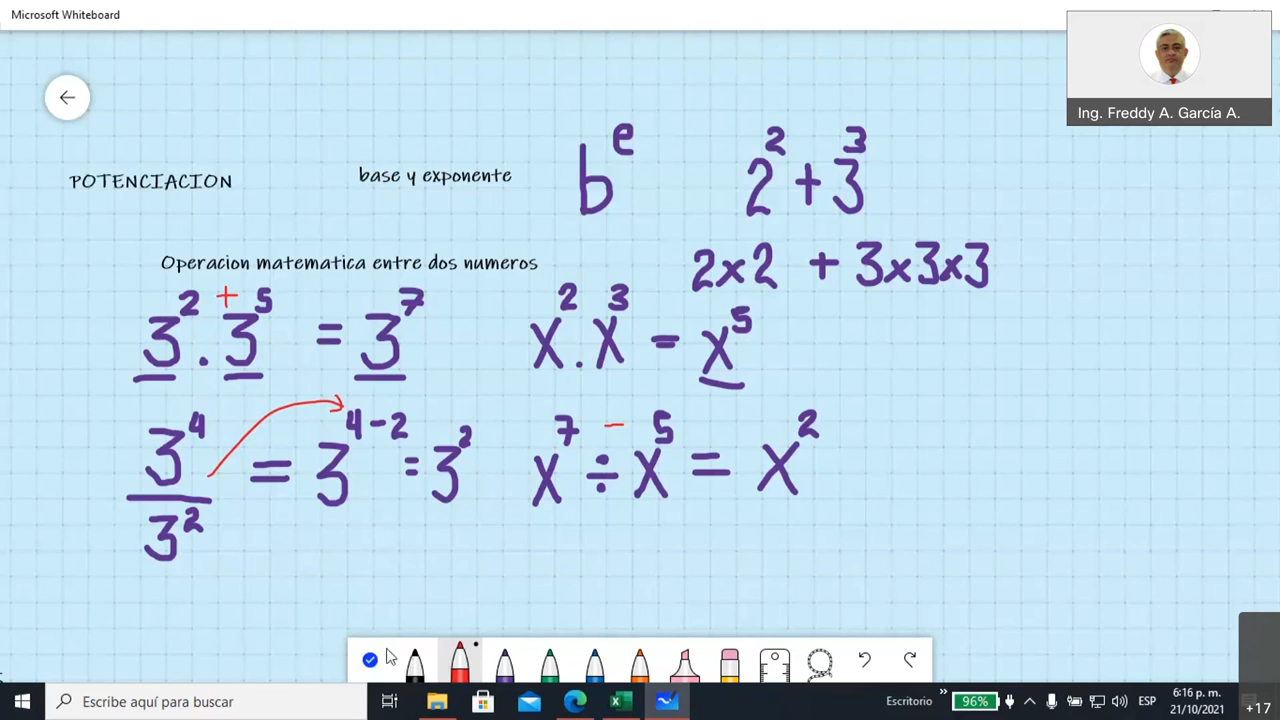 Microsoft Whiteboard
Ing. Freddy A. García A.
POTENCIACION
base y exponente
b^e
2^2 + 3^3
Operacion matematica entre dos numeros
2x2 + 3x3x3
3^2 + . 3^5 = 3^7
x^2 . x^3 = x^5
3^4 / 3^2 = 3^(4-2) = 3^2
x^7 - ÷ x^5 = x^2
Escribe aquí para buscar
Escritorio
»
96%
ESP
6:16 p. m.
21/10/2021
+17